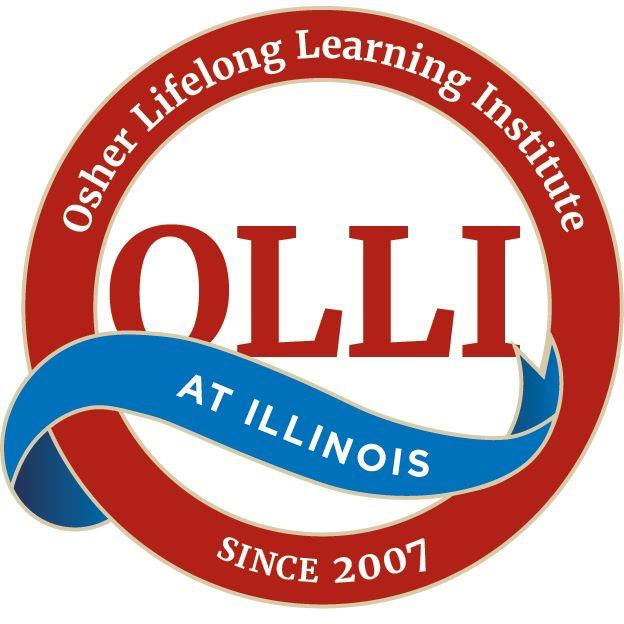 Osher Lifelong Learning Institute
OLLI
AT ILLINOIS
SINCE 2007